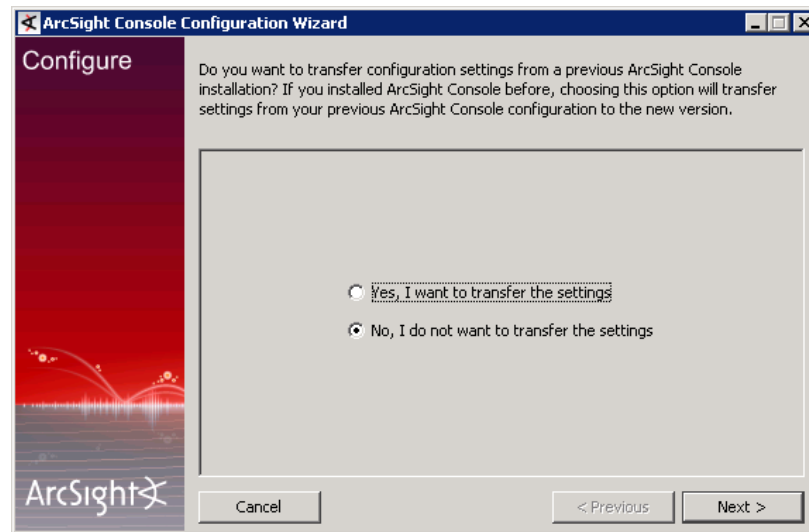 ArcSight Console Configuration Wizard
Configure
Do you want to transfer configuration settings from a previous ArcSight Console
installation? If you installed ArcSight Console before, choosing this option will transfer
settings from your previous ArcSight Console configuration to the new version.
Yes, I want to transfer the settings
No, I do not want to transfer the settings
ArcSight
Cancel
< Previous
Next >